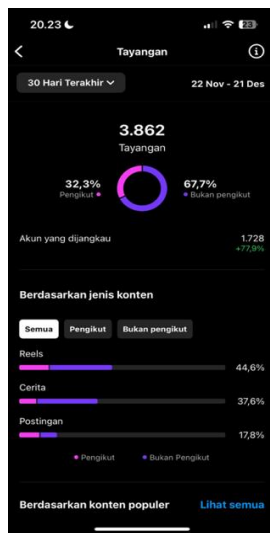 20.23
23
Tayangan
30 Hari Terakhir
22 Nov - 21 Des
3.862
Tayangan
32,3%
Pengikut
67,7%
Bukan pengikut
Akun yang dijangkau
1.728
+77,9%
Berdasarkan jenis konten
Semua Pengikut Bukan pengikut
Reels
44,6%
Cerita
37,6%
Postingan
17,8%
Pengikut Bukan Pengikut
Berdasarkan konten populer Lihat semua